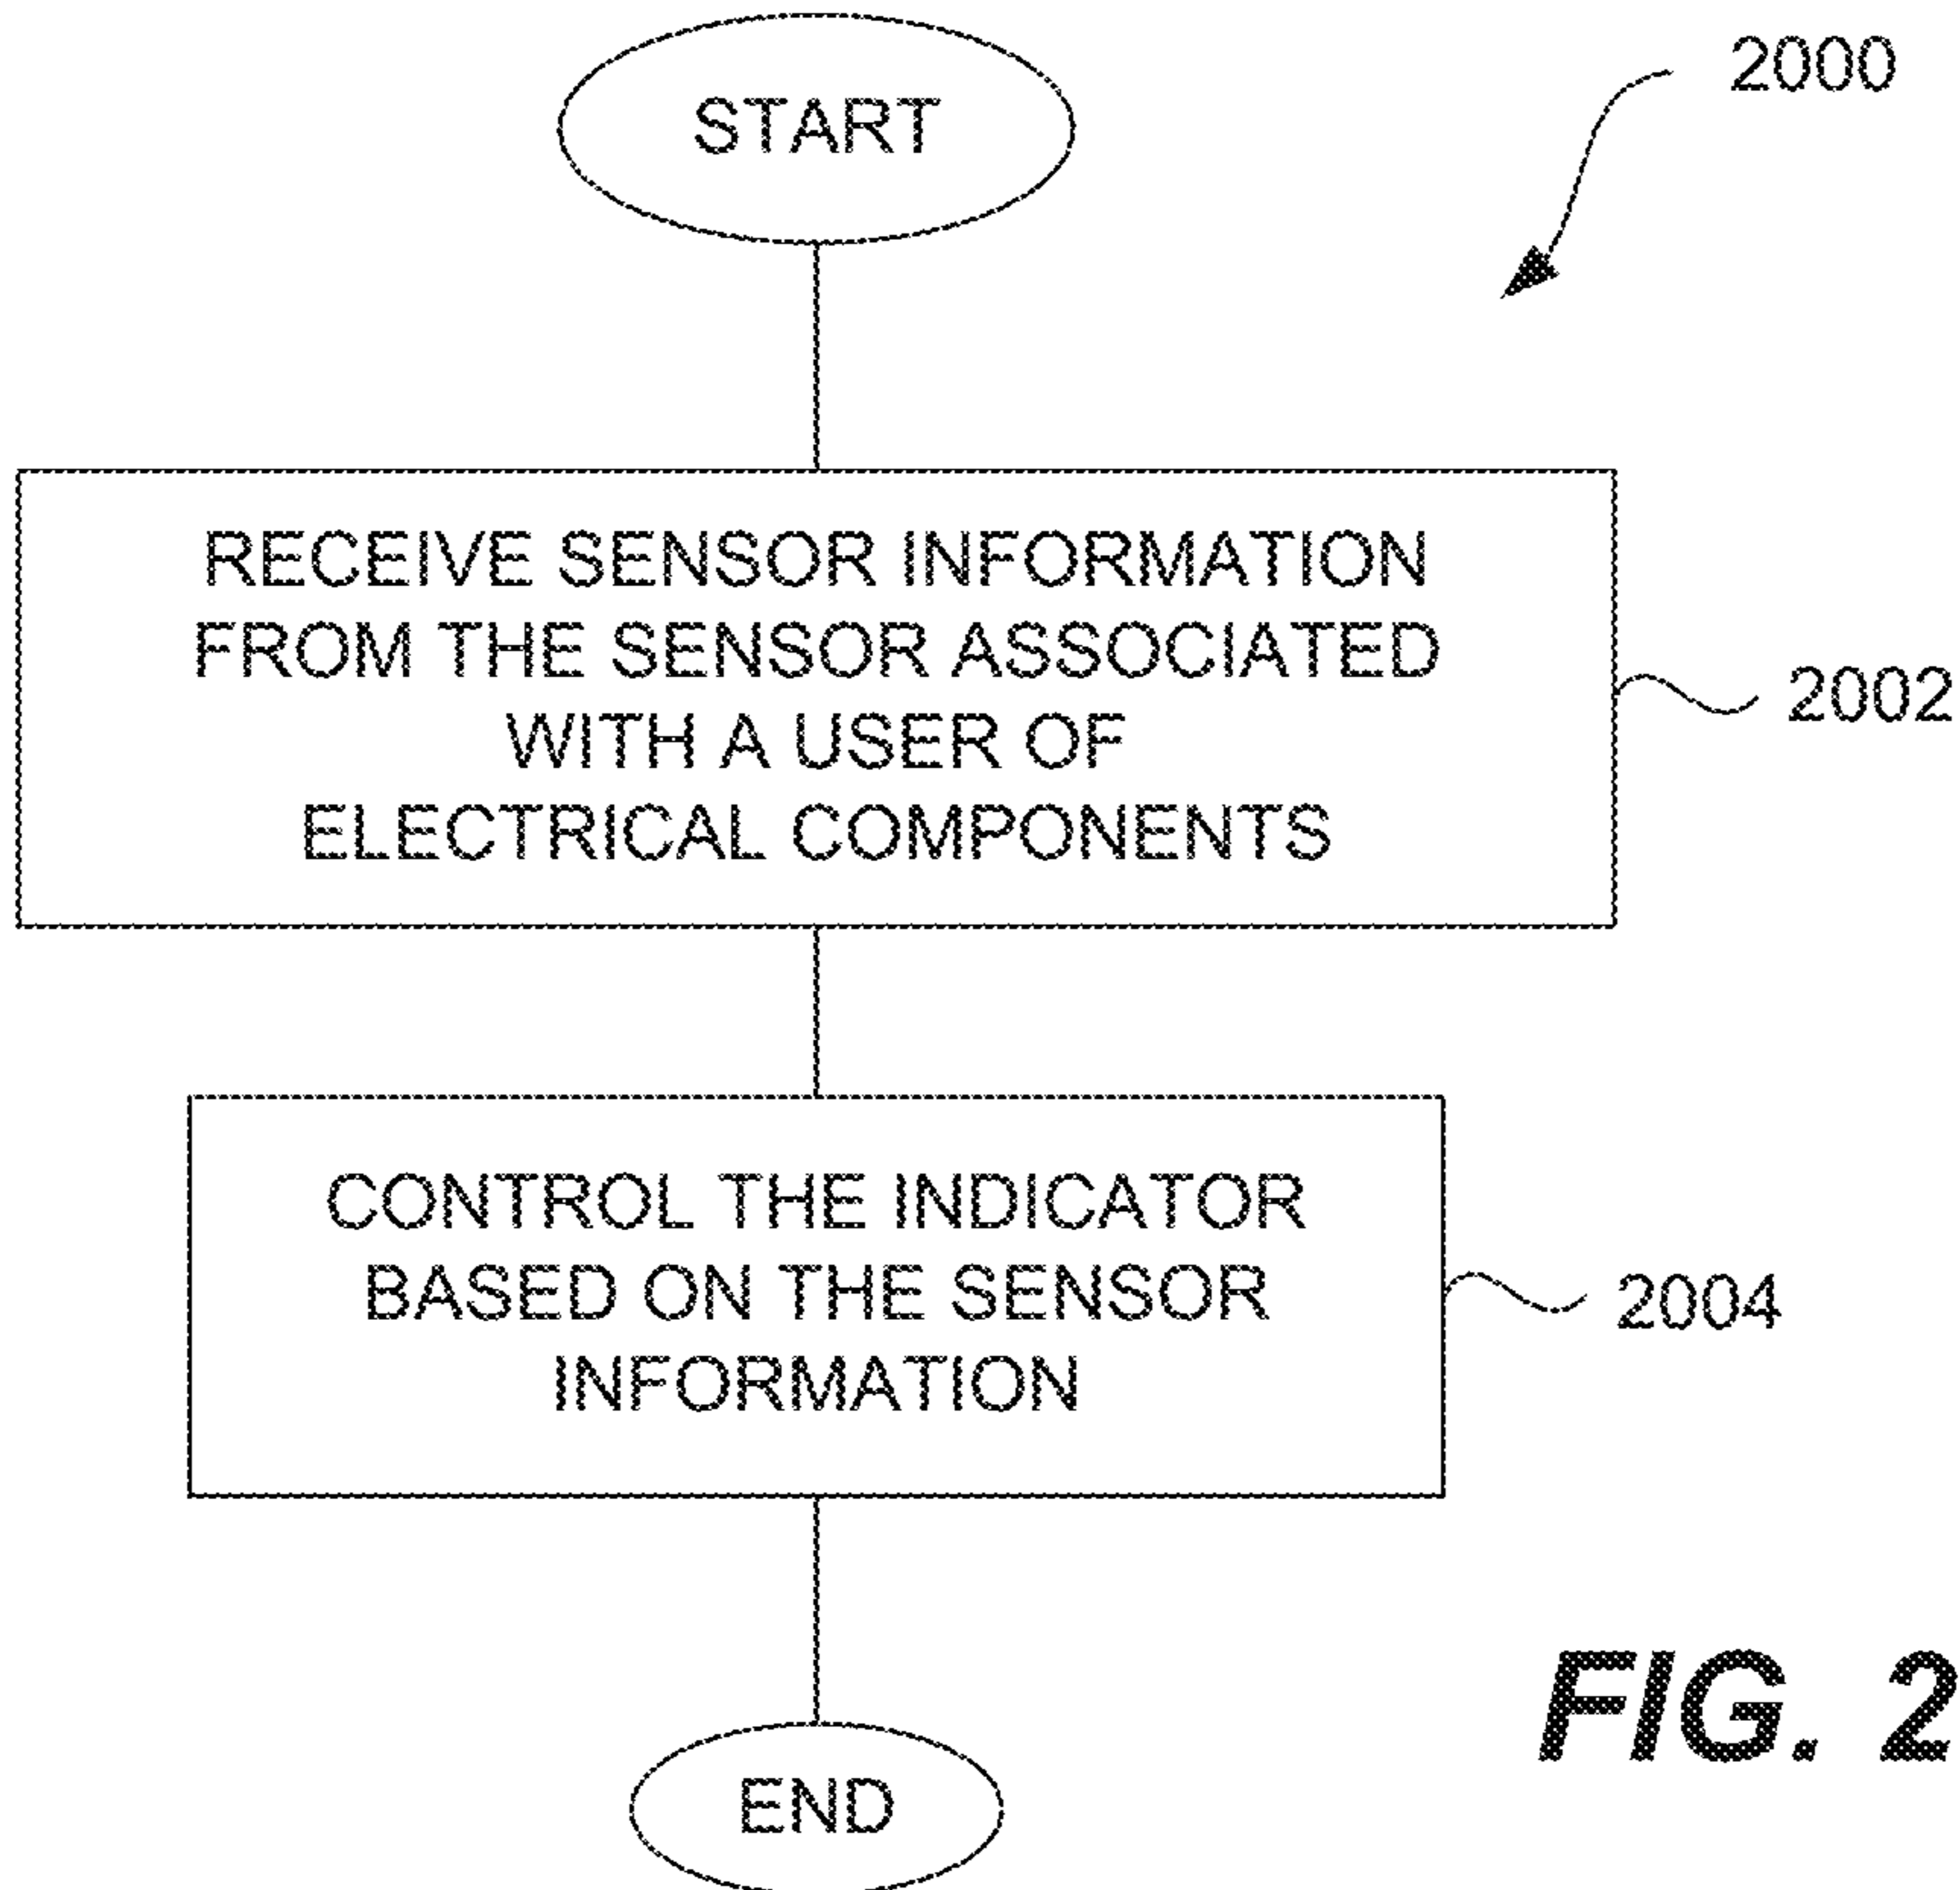 START
2000
RECEIVE SENSOR INFORMATION
FROM THE SENSOR ASSOCIATED
WITH A USER OF
ELECTRICAL COMPONENTS
2002
CONTROL THE INDICATOR
BASED ON THE SENSOR
INFORMATION
2004
END
FIG. 2